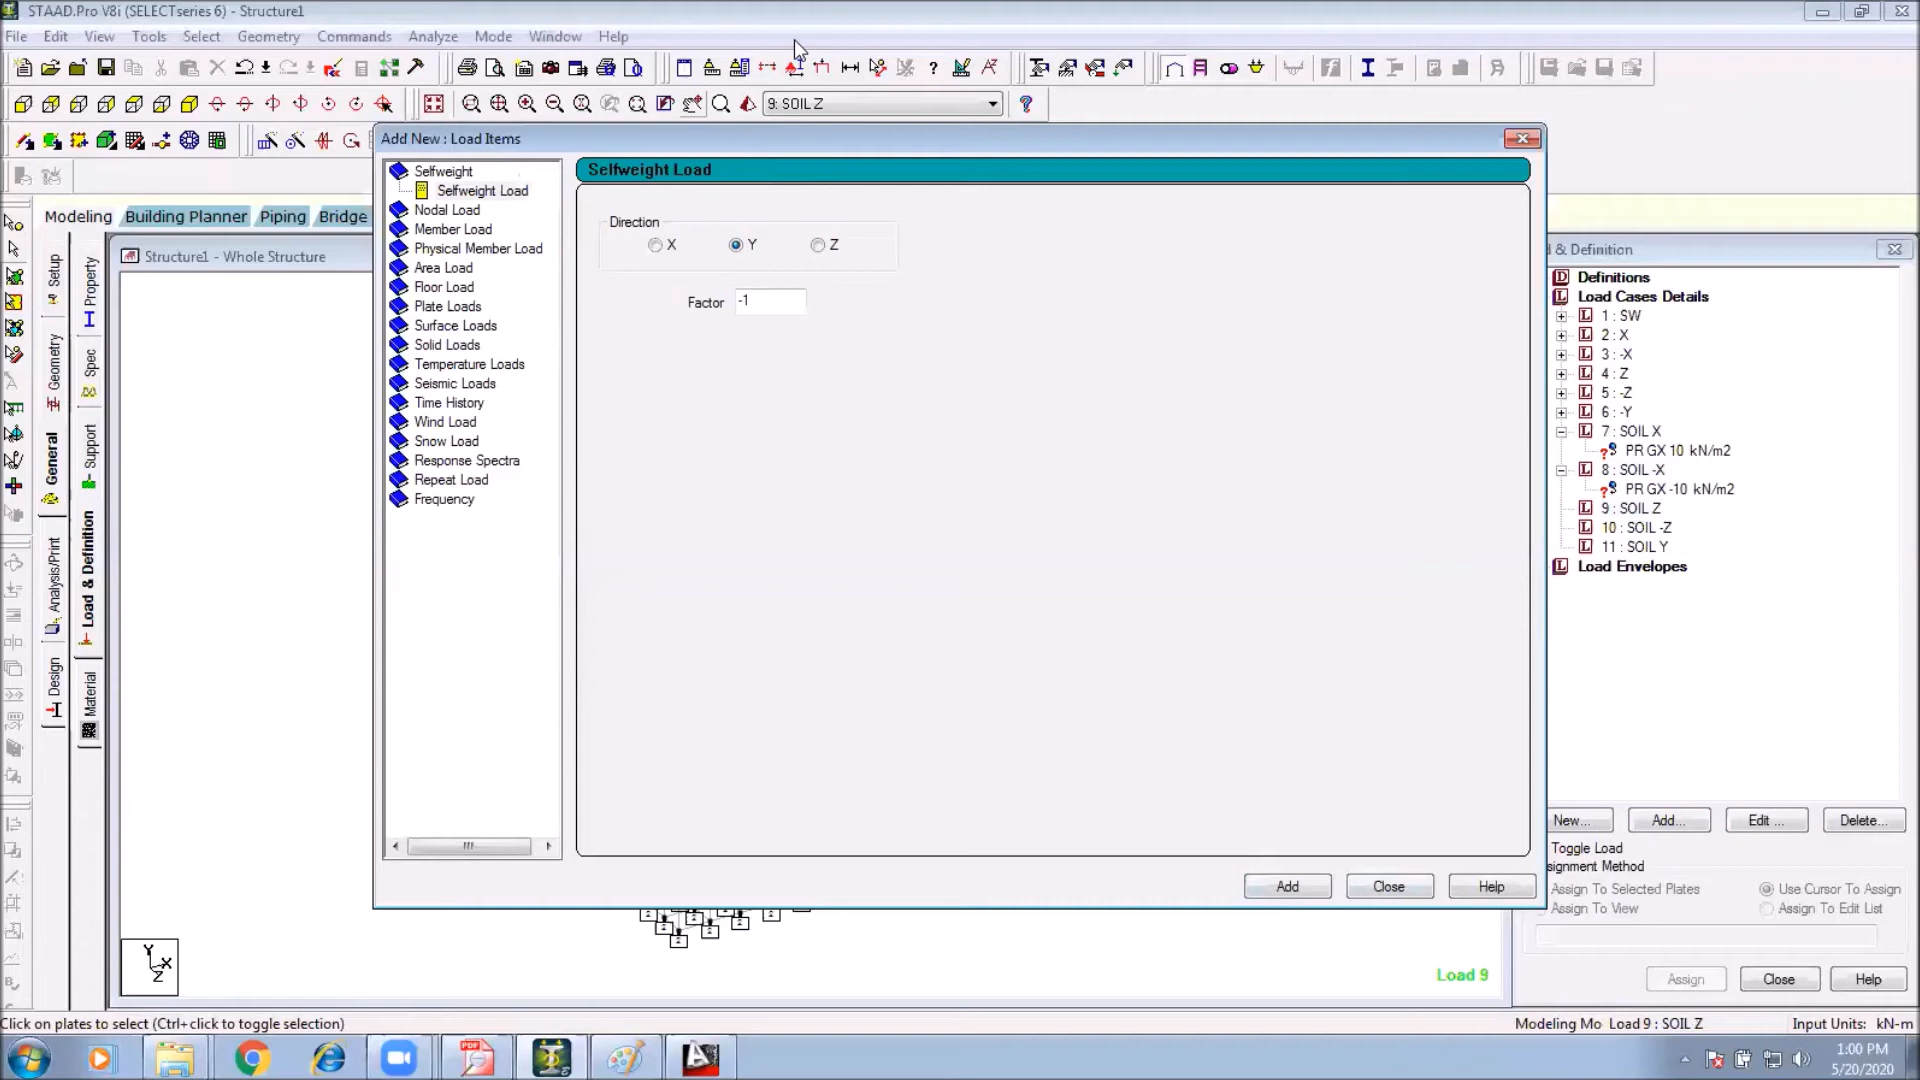 STAAD.Pro V8i (SELECTseries 6) - Structure1
File Edit View Tools Select Geometry Commands Analyze Mode Window Help
9: SOIL Z
Modeling Building Planner Piping Bridge
Setup
Geometry
General
Analysis/Print
Design
Property
Spec
Support
Load & Definition
Material
Structure1 - Whole Structure
Add New : Load Items
Selfweight
Selfweight Load
Nodal Load
Member Load
Physical Member Load
Area Load
Floor Load
Plate Loads
Surface Loads
Solid Loads
Temperature Loads
Seismic Loads
Time History
Wind Load
Snow Load
Response Spectra
Repeat Load
Frequency
Selfweight Load
Direction
X Y Z
Factor -1
Add Close Help
d & Definition
Definitions
Load Cases Details
1 : SW
2 : X
3 : -X
4 : Z
5 : -Z
6 : -Y
7 : SOIL X
PR GX 10 kN/m2
8 : SOIL -X
PR GX -10 kN/m2
9 : SOIL Z
10 : SOIL -Z
11 : SOIL Y
Load Envelopes
New... Add... Edit ... Delete...
Toggle Load
signment Method
Assign To Selected Plates Use Cursor To Assign
Assign To View Assign To Edit List
Assign Close Help
Y
X
Z
Load 9
Click on plates to select (Ctrl+click to toggle selection) Modeling Mo Load 9 : SOIL Z Input Units: kN-m
1:00 PM
5/20/2020